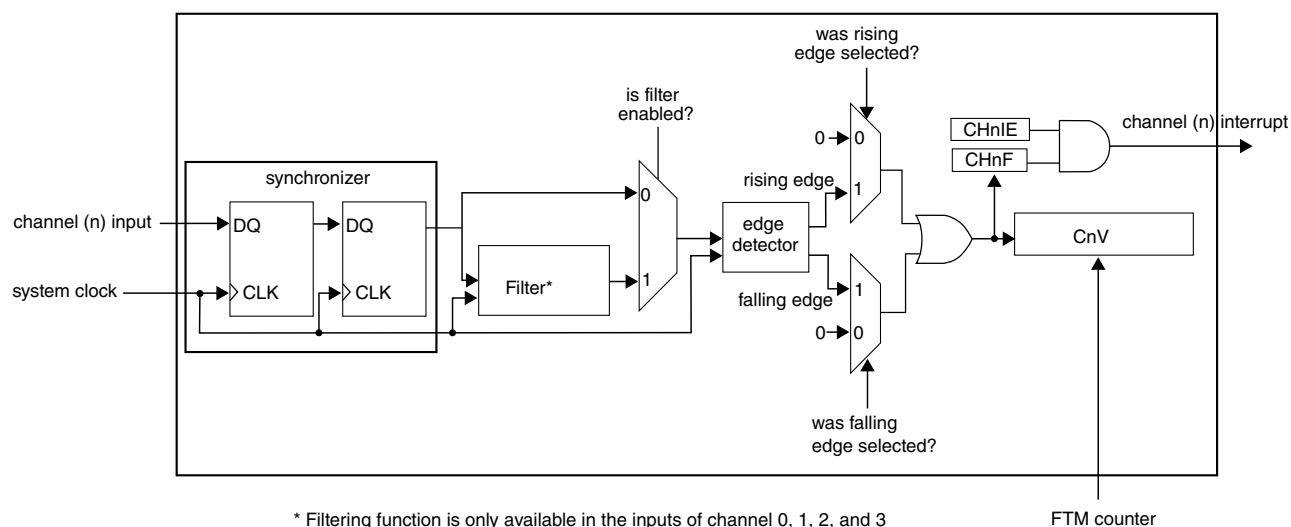 was rising
edge selected?
is filter
enabled?
synchronizer
channel (n) input
system clock
DQ
CLK
DQ
CLK
Filter*
0
1
edge
detector
rising edge
falling edge
0
0
1
1
0
0
was falling
edge selected?
CHnIE
CHnF
channel (n) interrupt
CnV
FTM counter
* Filtering function is only available in the inputs of channel 0, 1, 2, and 3